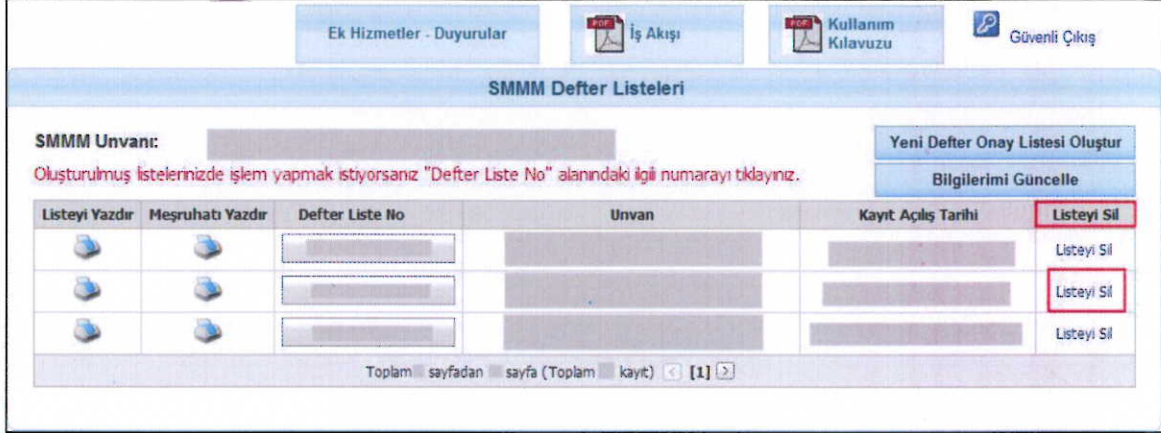 Ek Hizmetler - Duyurular
PDF
İş Akışı
PDF
Kullanım
Kılavuzu
Güvenli Çıkış
SMMM Defter Listeleri
SMMM Unvanı:
Yeni Defter Onay Listesi Oluştur
Oluşturulmuş listelerinizde işlem yapmak istiyorsanız "Defter Liste No" alanındaki ilgili numarayı tıklayınız.
Bilgilerimi Güncelle
Listeyi Yazdır Meşruhatı Yazdır Defter Liste No Unvan Kayıt Açılış Tarihi Listeyi Sil
Listeyi Sil
Listeyi Sil
Listeyi Sil
Toplam sayfadan sayfa (Toplam kayıt) < [1] >